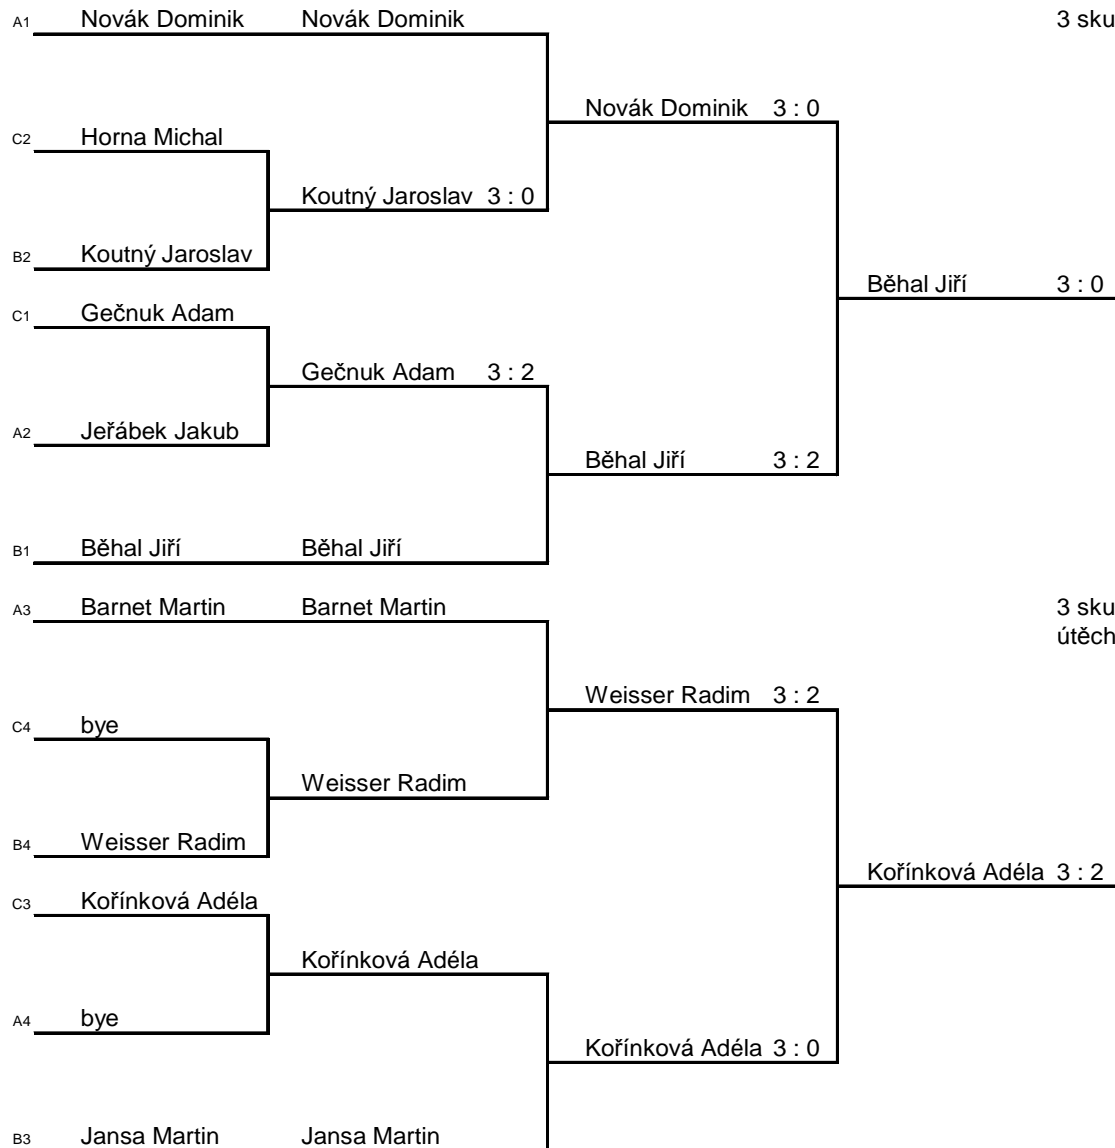 A1 Novák Dominik Novák Dominik 3 sku
Novák Dominik 3 : 0
C2 Horna Michal
Koutný Jaroslav 3 : 0
B2 Koutný Jaroslav
Běhal Jiří 3 : 0
C1 Gečnuk Adam
Gečnuk Adam 3 : 2
A2 Jeřábek Jakub
Běhal Jiří 3 : 2
B1 Běhal Jiří Běhal Jiří
A3 Barnet Martin Barnet Martin 3 sku
útěch
Weisser Radim 3 : 2
C4 bye
Weisser Radim
B4 Weisser Radim
Kořínková Adéla 3 : 2
C3 Kořínková Adéla
Kořínková Adéla
A4 bye
Kořínková Adéla 3 : 0
B3 Jansa Martin Jansa Martin